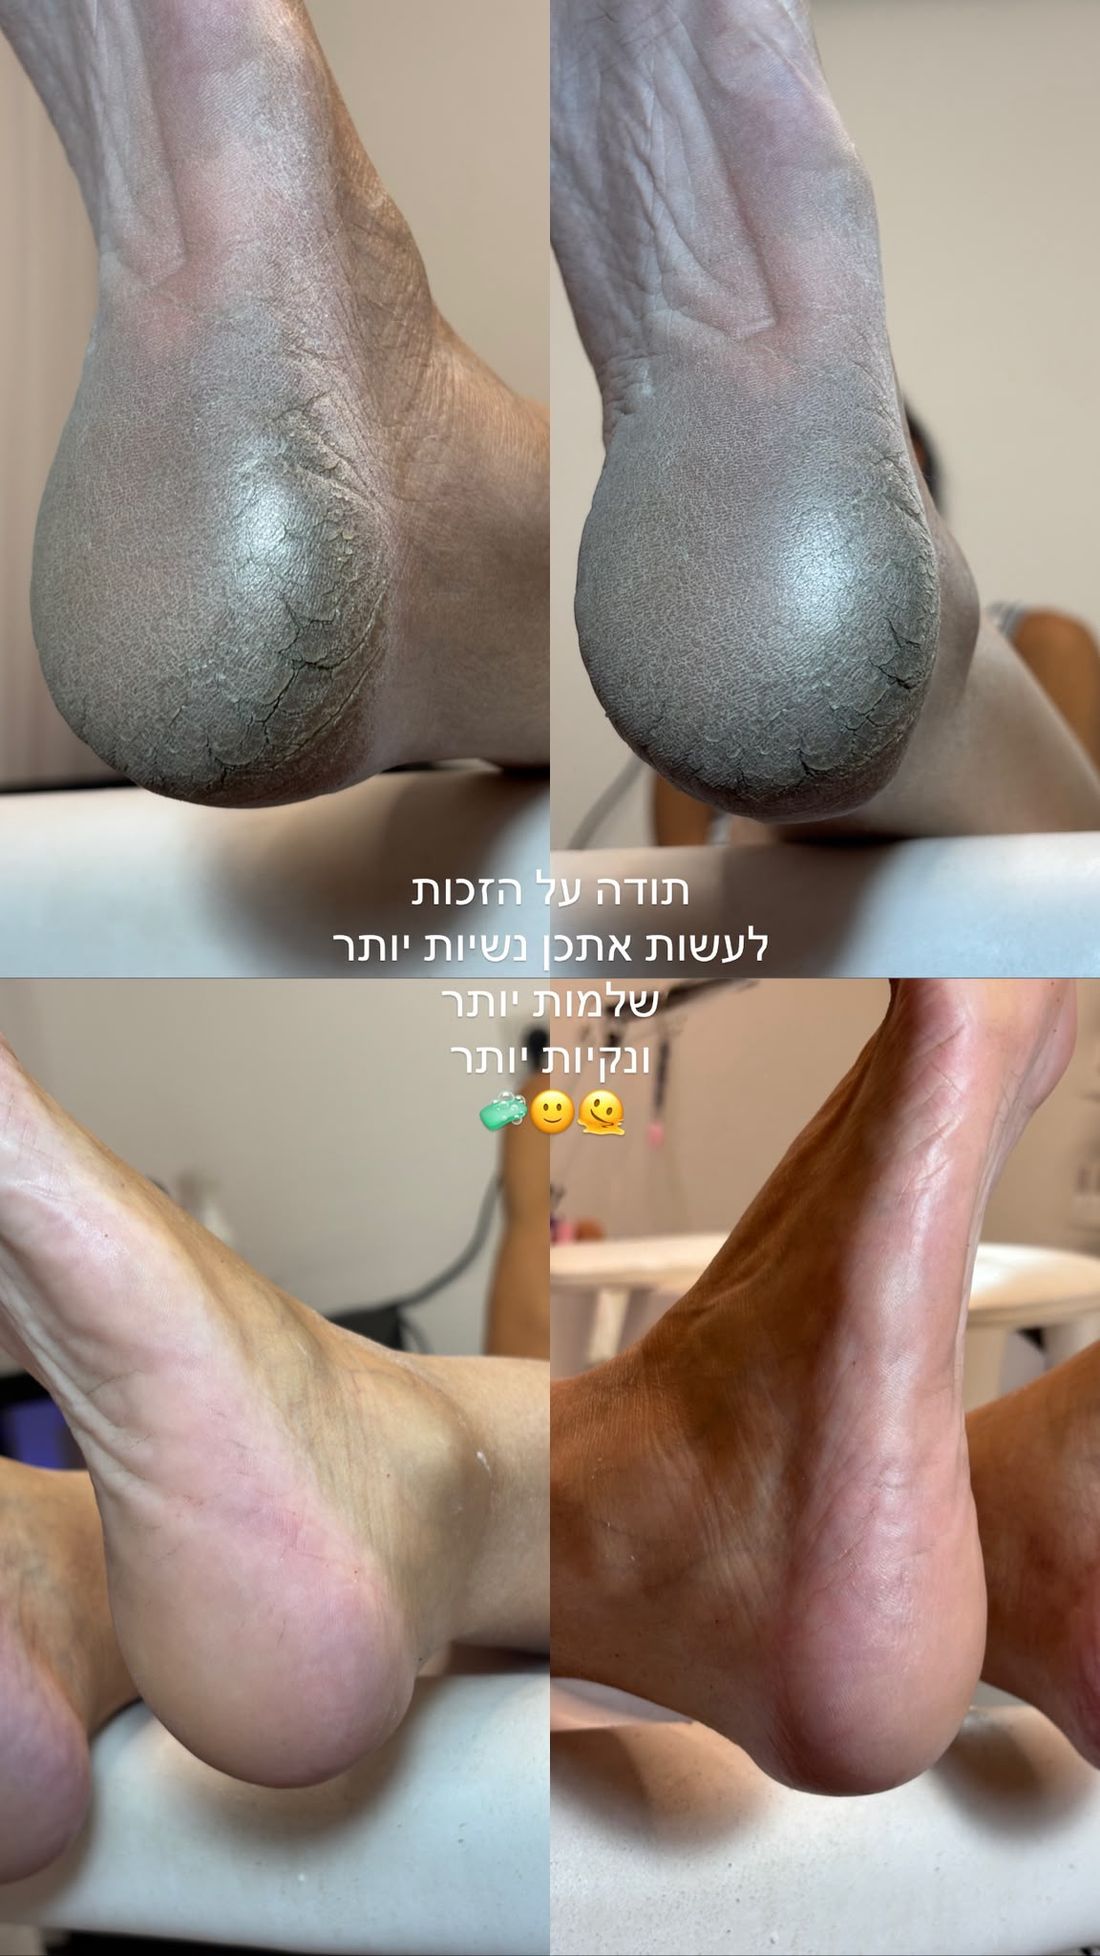 תודה על הזכות
לעשות אתכן נשיות יותר
שלמות יותר
ונקיות יותר
🧼🙂🫠